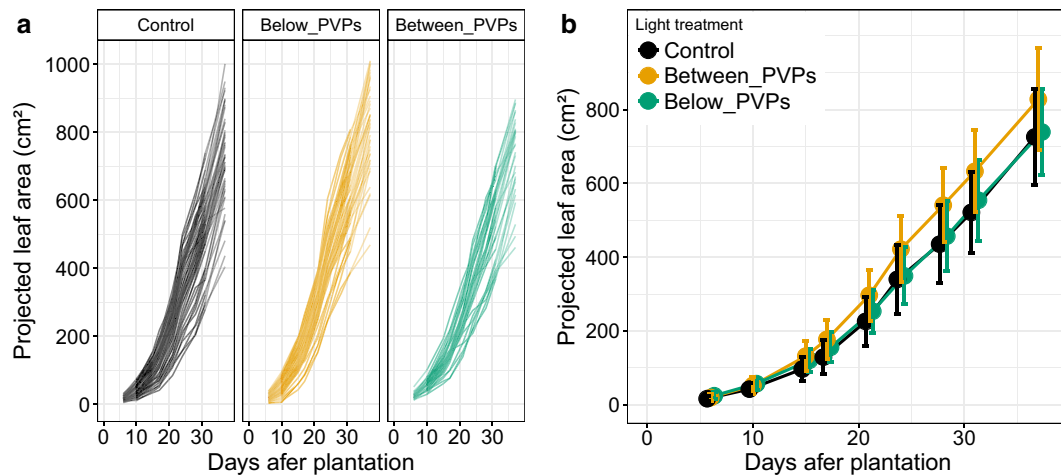 a
Control
Below_PVPs
Between_PVPs
Projected leaf area (cm²)
1000
800
600
400
200
0
0 10 20 30
0 10 20 30
0 10 20 30
Days afer plantation
b
Light treatment
Control
Between_PVPs
Below_PVPs
Projected leaf area (cm²)
800
600
400
200
0
0 10 20 30
Days afer plantation